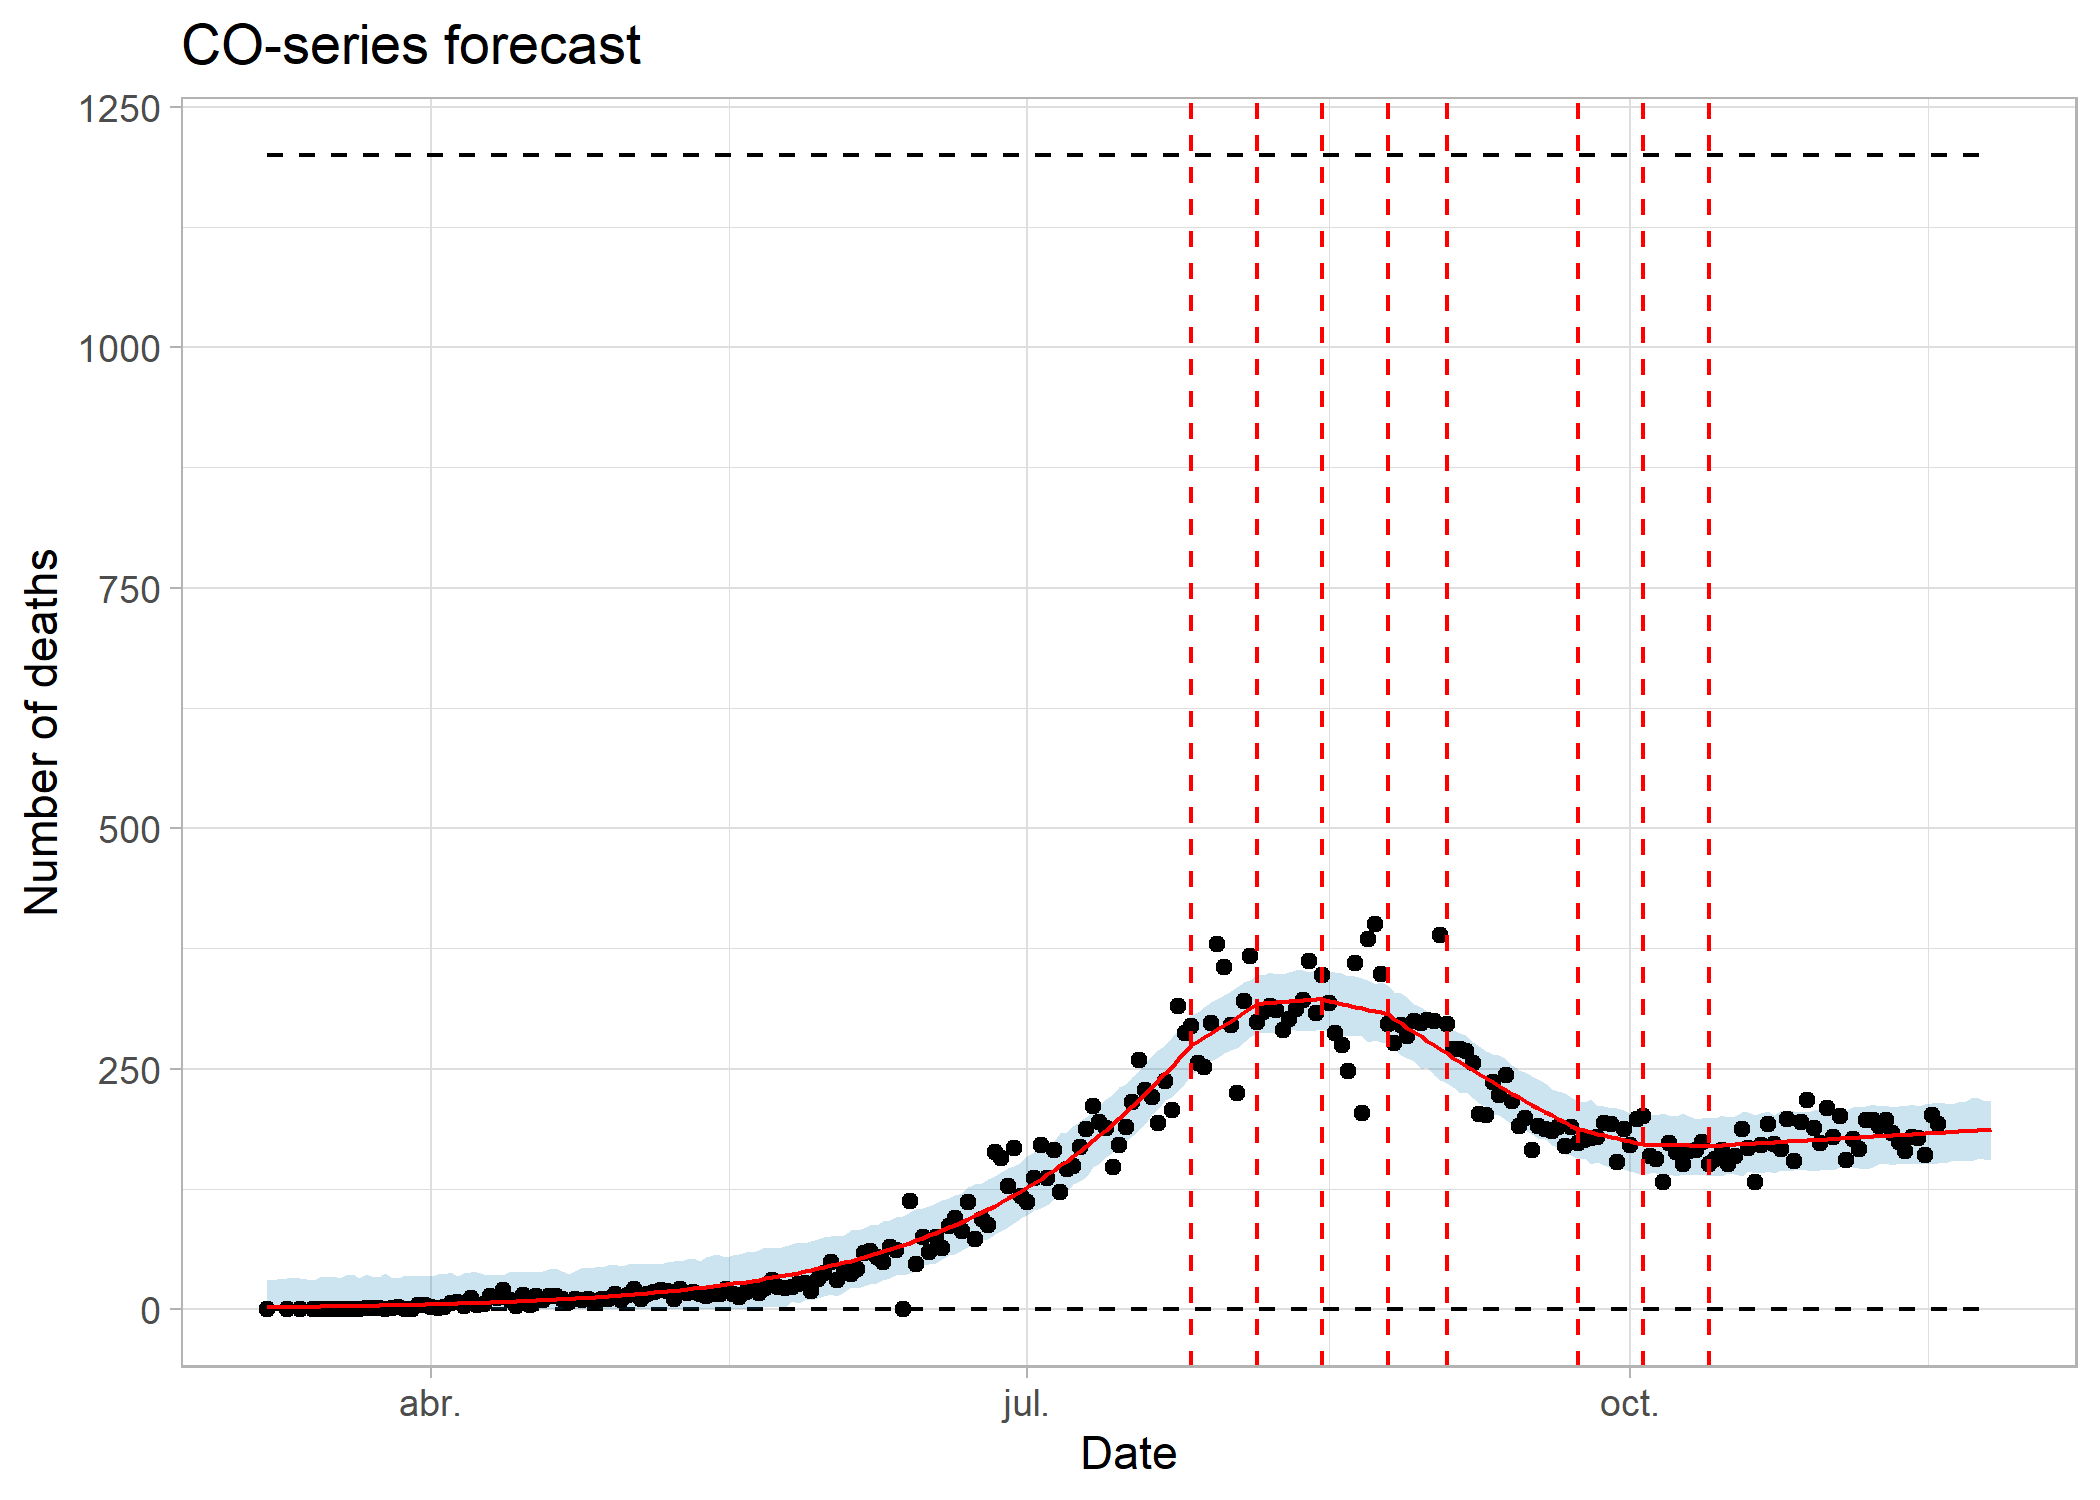 CO-series forecast
1250
1000
750
500
250
0
Number of deaths
abr.
jul.
oct.
Date